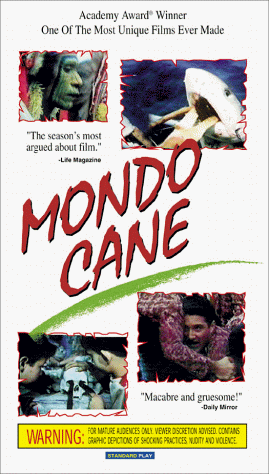 Academy Award® Winner
One Of The Most Unique Films Ever Made
"The season's most
argued about film."
-Life Magazine
MONDO
CANE
"Macabre and gruesome!"
-Daily Mirror
WARNING: FOR MATURE AUDIENCES ONLY. VIEWER DISCRETION ADVISED. CONTAINS
GRAPHIC DEPICTIONS OF SHOCKING PRACTICES, NUDITY AND VIOLENCE.
STANDARD PLAY